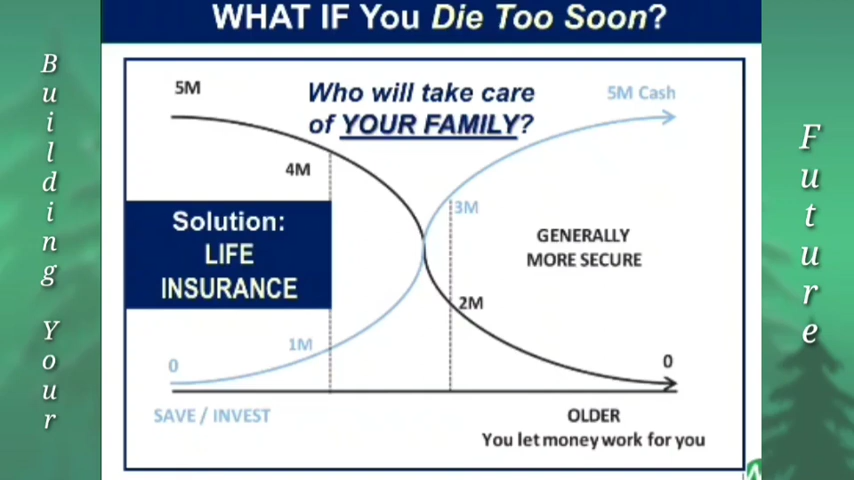 WHAT IF You Die Too Soon?
Building Your
Future
5M
Who will take care
of YOUR FAMILY?
5M Cash
4M
Solution:
LIFE
INSURANCE
3M
GENERALLY
MORE SECURE
2M
1M
0
0
SAVE / INVEST
OLDER
You let money work for you